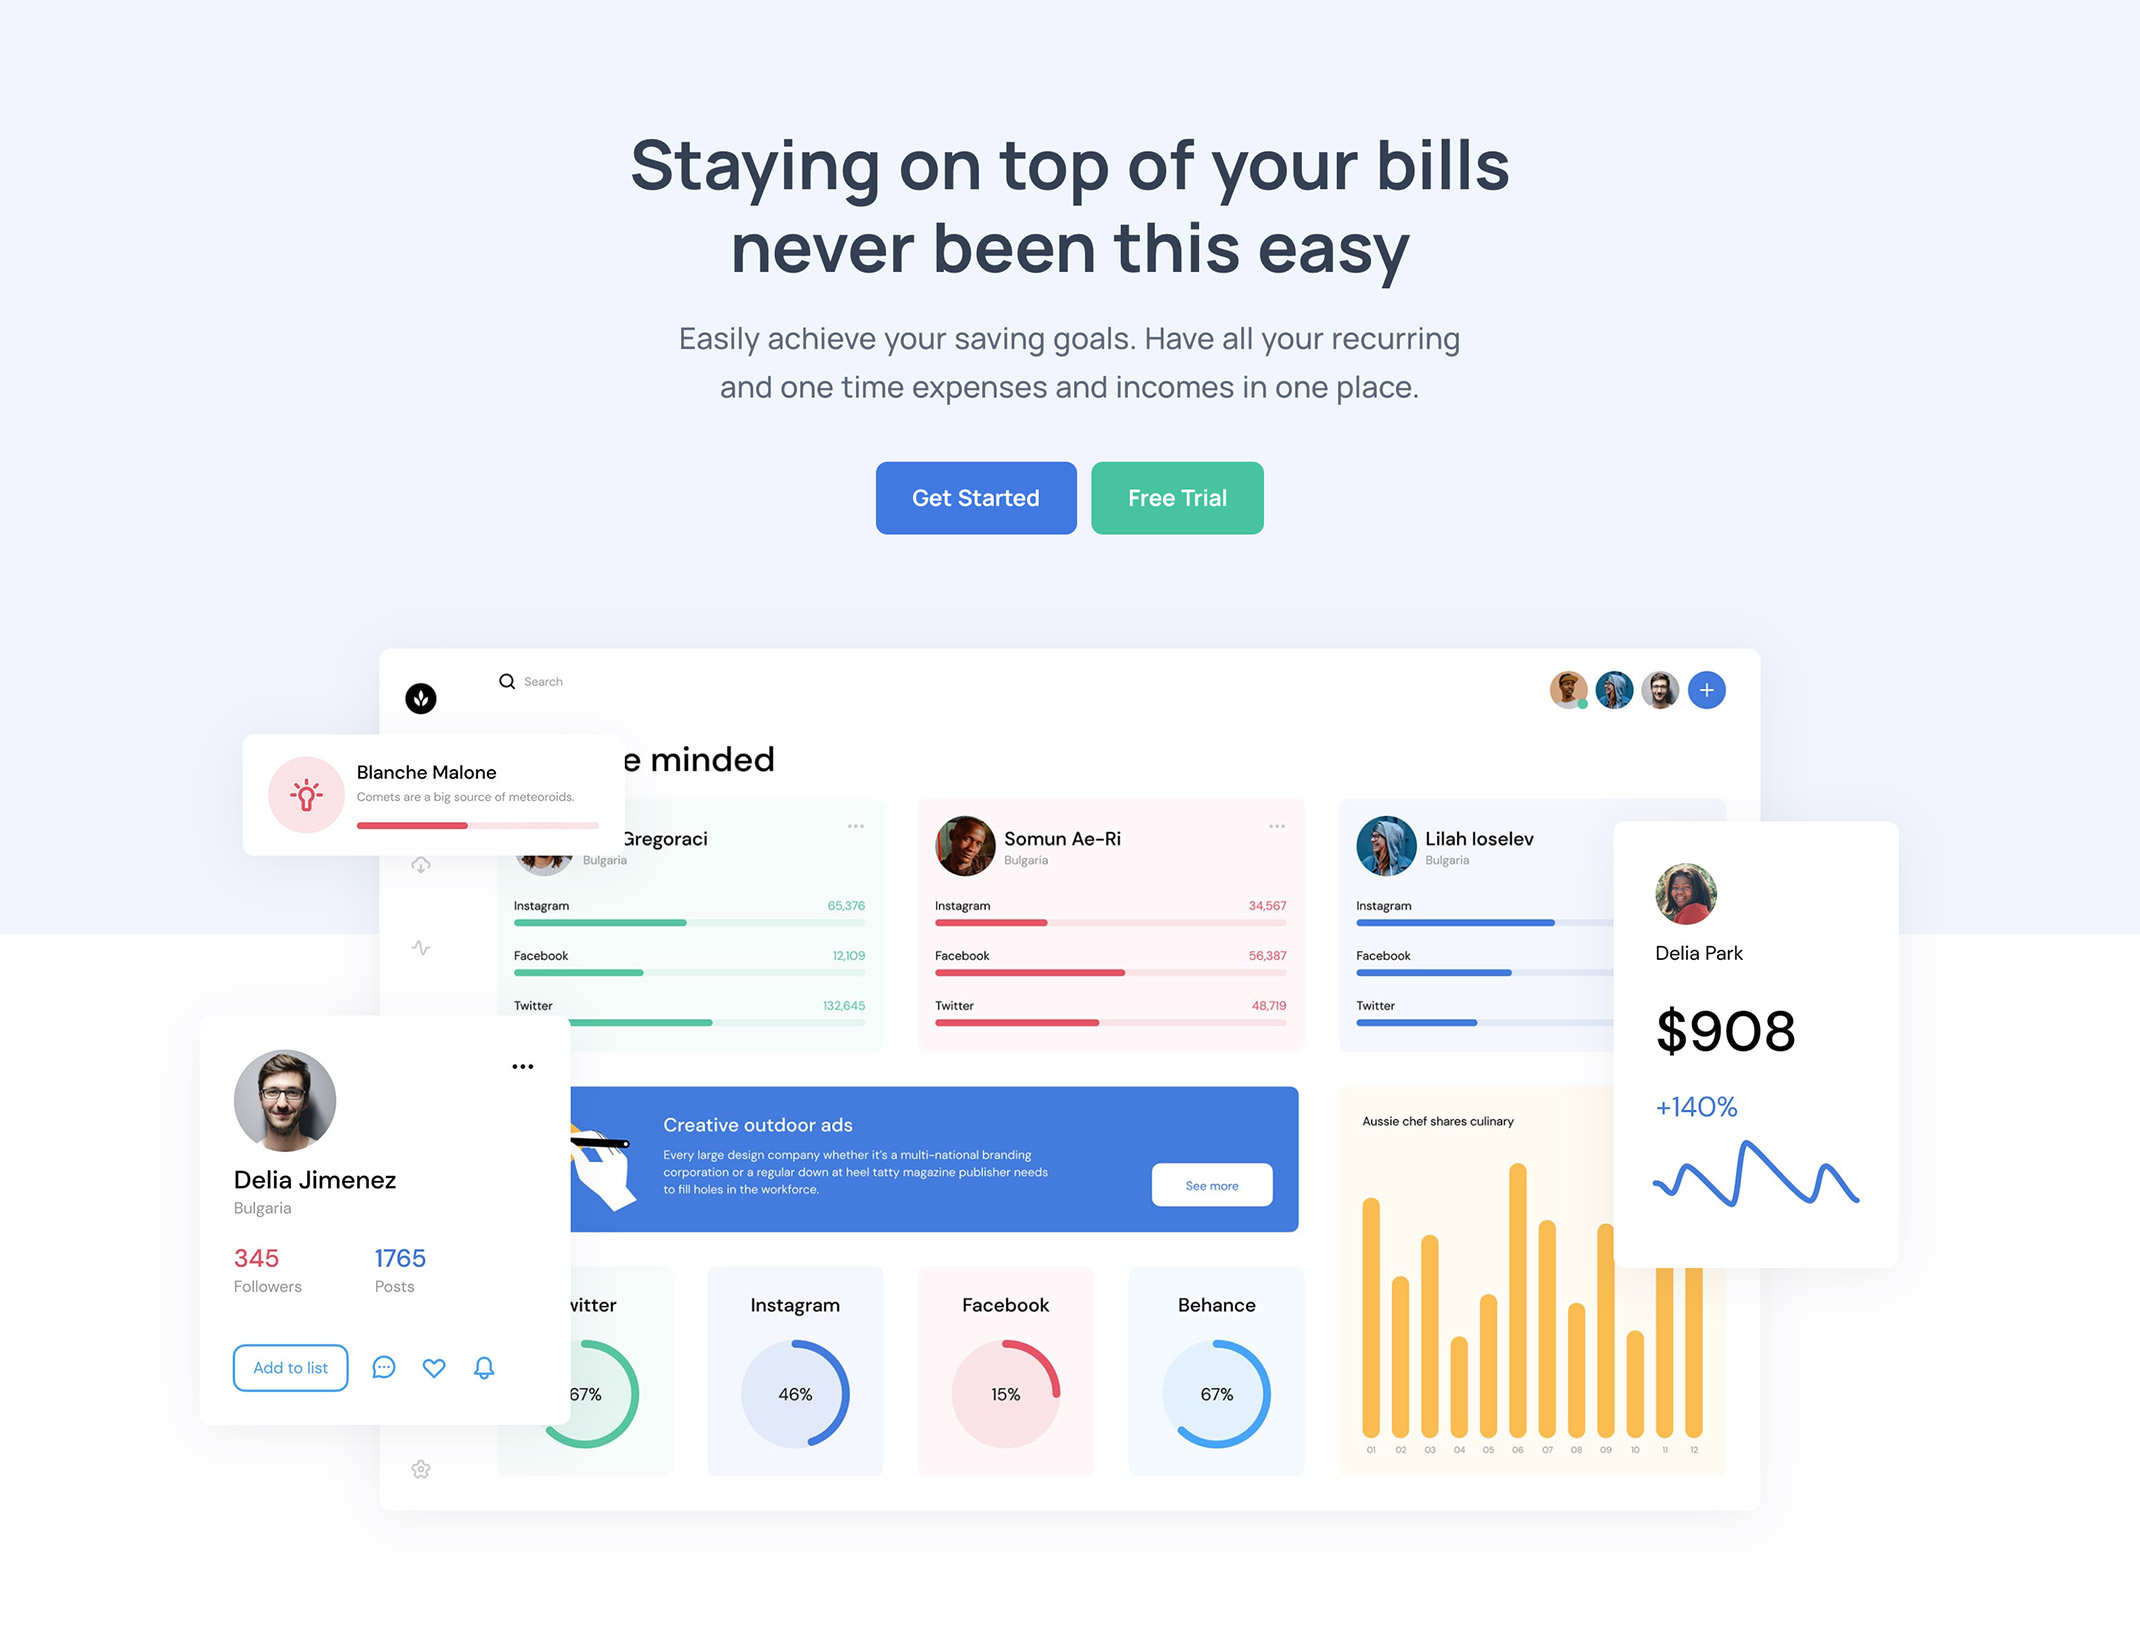 Staying on top of your bills
never been this easy
Easily achieve your saving goals. Have all your recurring
and one time expenses and incomes in one place.
Get Started
Free Trial
Search
minded
Blanche Malone
Comets are a big source of meteoroids.
Gregoraci
Bulgaria
Instagram 65,376
Facebook 12,109
Twitter 132,645
Somun Ae-Ri
Bulgaria
Instagram 34,567
Facebook 56,387
Twitter 48,719
Lilah Ioselev
Bulgaria
Instagram
Facebook
Twitter
Delia Park
$908
+140%
Delia Jimenez
Bulgaria
345 1765
Followers Posts
Add to list
Creative outdoor ads
Every large design company whether it's a multi-national branding
corporation or a regular down at heel tatty magazine publisher needs
to fill holes in the workforce.
See more
Aussie chef shares culinary
01 02 03 04 05 06 07 08 09 10 11 12
witter
67%
Instagram
46%
Facebook
15%
Behance
67%